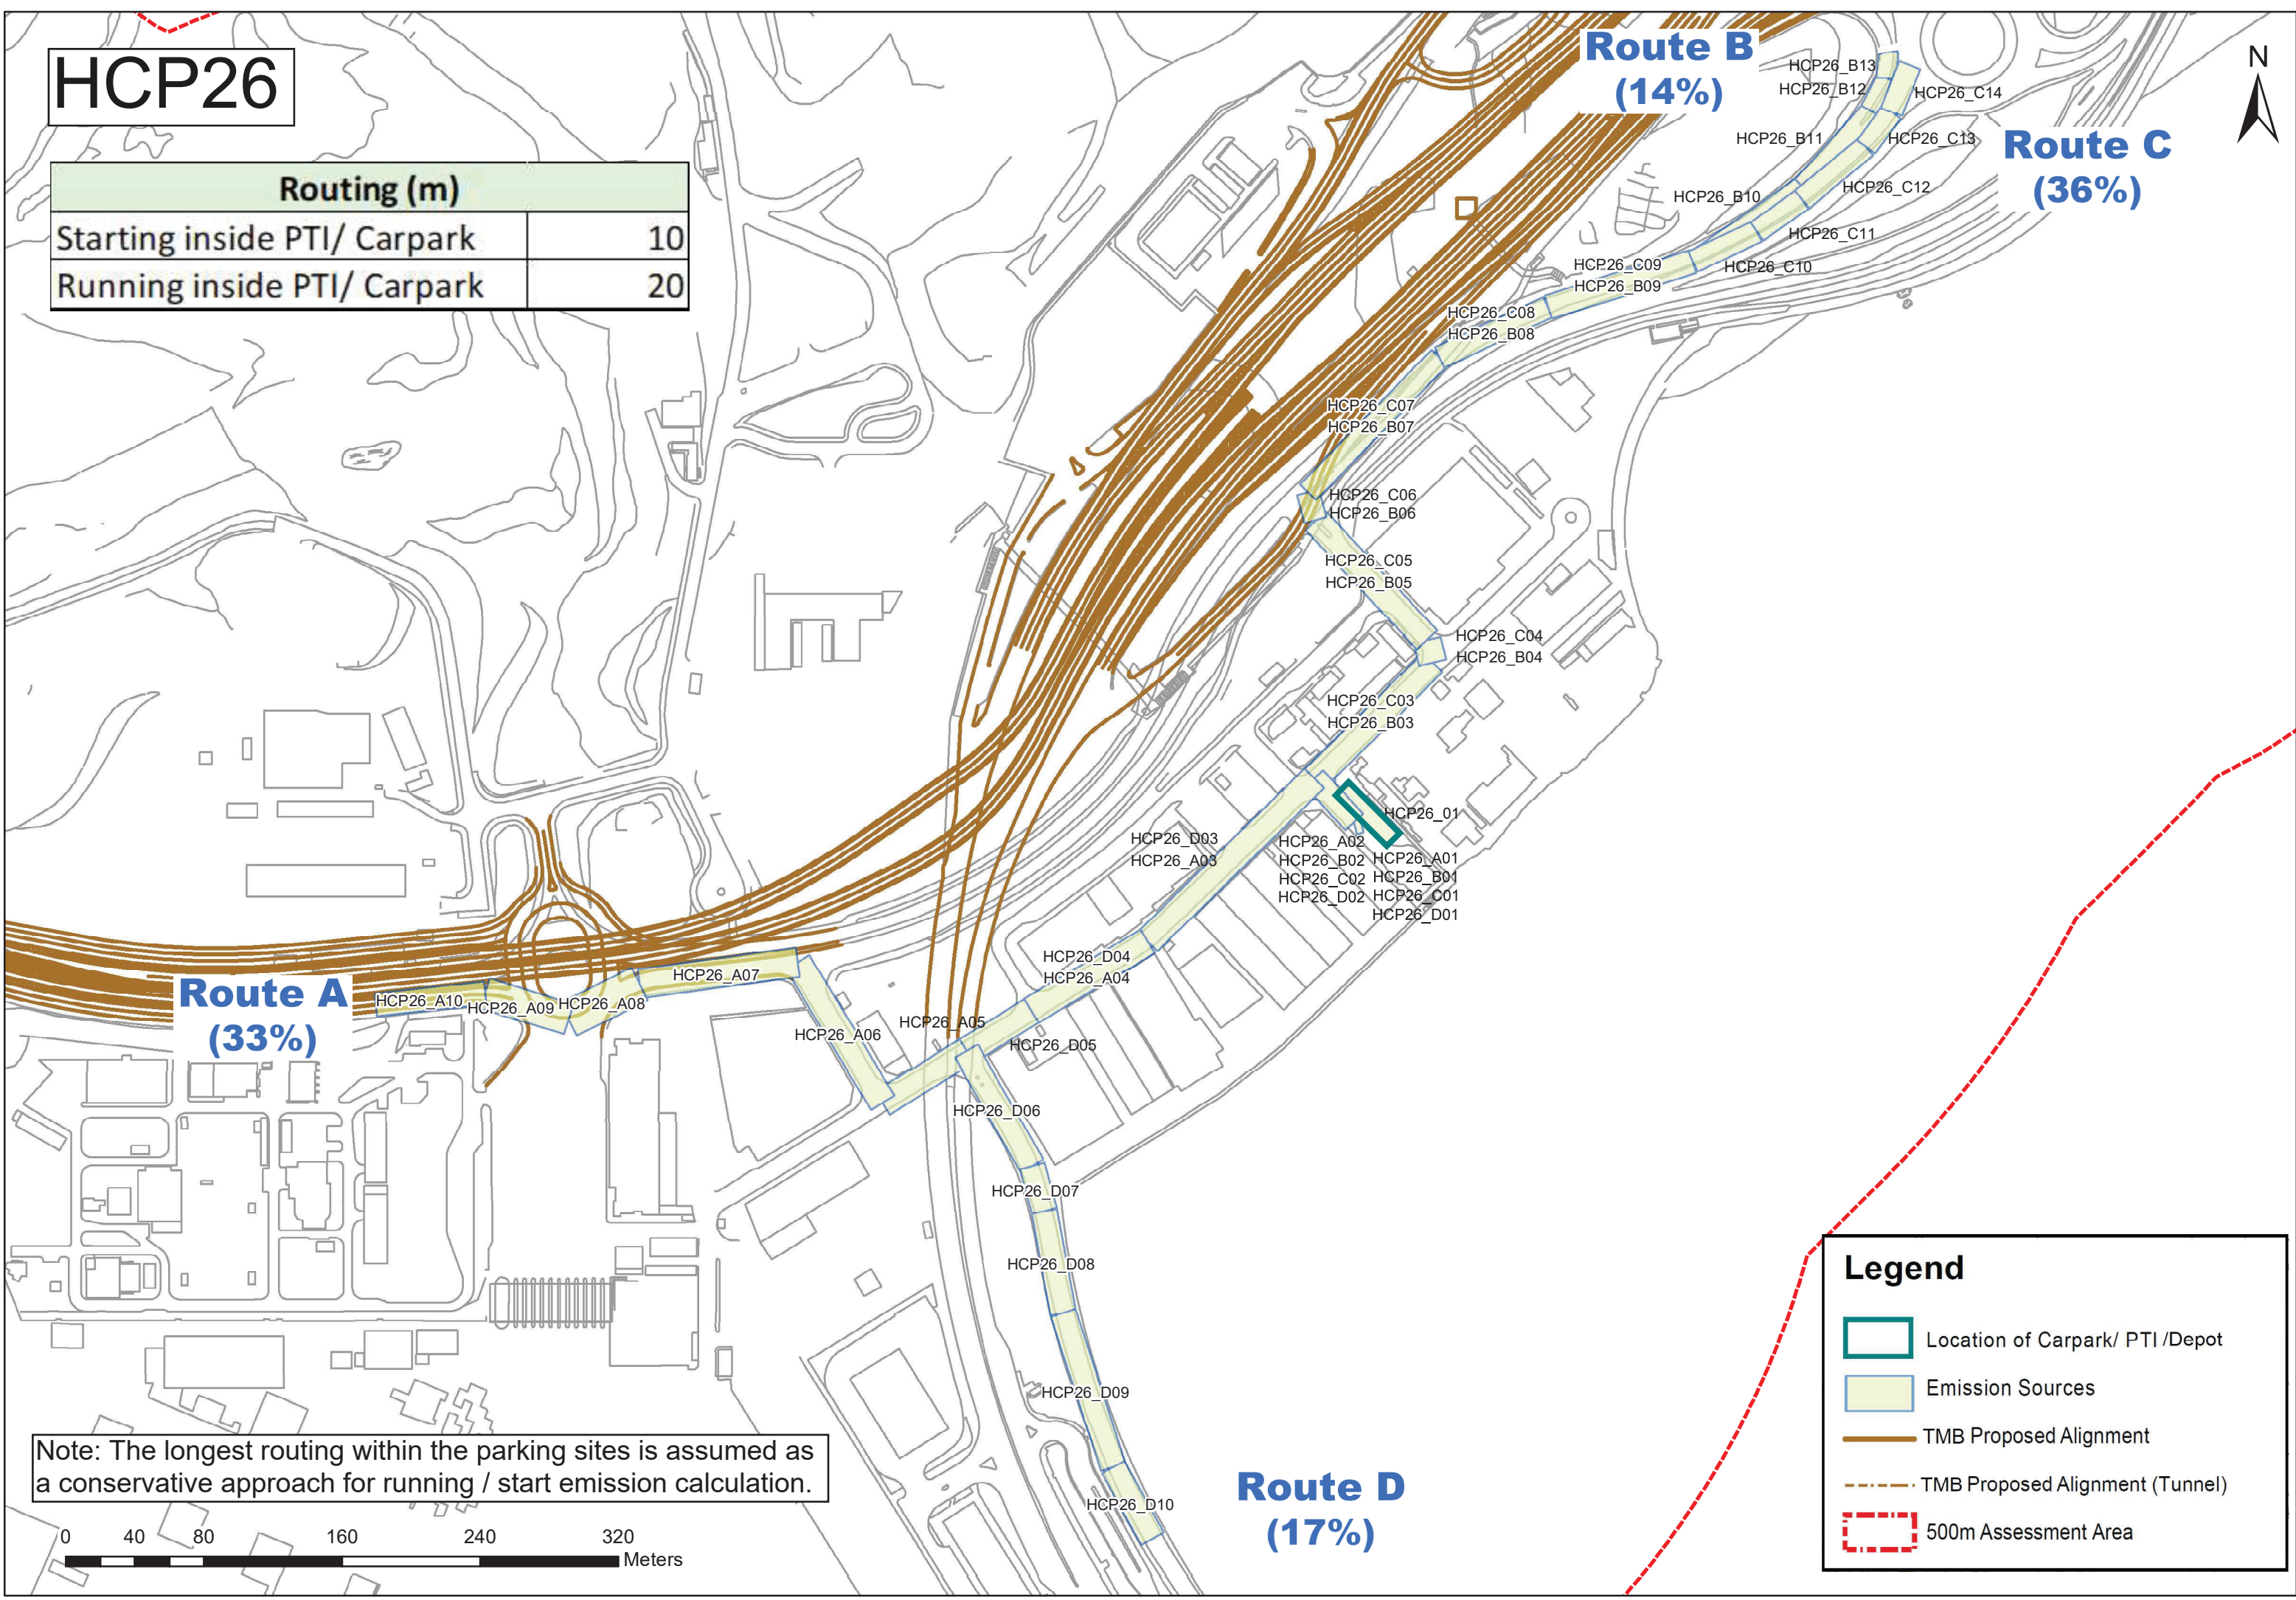 HCP26
Routing (m)
Starting inside PTI/ Carpark 10
Running inside PTI/ Carpark 20
Route B
(14%)
Route C
(36%)
N
HCP26_B13
HCP26_B12
HCP26_C14
HCP26_B11
HCP26_C13
HCP26_B10
HCP26_C12
HCP26_C11
HCP26_C10
HCP26_C09
HCP26_B09
HCP26_C08
HCP26_B08
HCP26_C07
HCP26_B07
HCP26_C06
HCP26_B06
HCP26_C05
HCP26_B05
HCP26_C04
HCP26_B04
HCP26_C03
HCP26_B03
HCP26_01
HCP26_D03
HCP26_A03
HCP26_A02
HCP26_B02
HCP26_C02
HCP26_D02
HCP26_A01
HCP26_B01
HCP26_C01
HCP26_D01
HCP26_D04
HCP26_A04
HCP26_A07
Route A
(33%)
HCP26_A10
HCP26_A09
HCP26_A08
HCP26_A06
HCP26_A05
HCP26_D05
HCP26_D06
HCP26_D07
HCP26_D08
HCP26_D09
HCP26_D10
Route D
(17%)
Note: The longest routing within the parking sites is assumed as
a conservative approach for running / start emission calculation.
0 40 80 160 240 320
Meters
Legend
Location of Carpark/ PTI /Depot
Emission Sources
TMB Proposed Alignment
TMB Proposed Alignment (Tunnel)
500m Assessment Area